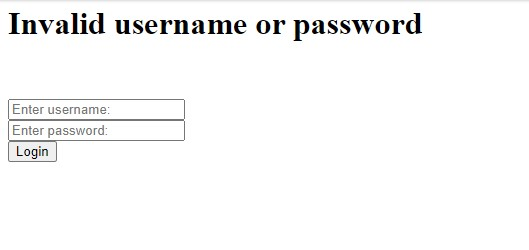 Invalid username or password
Enter username:
Enter password:
Login